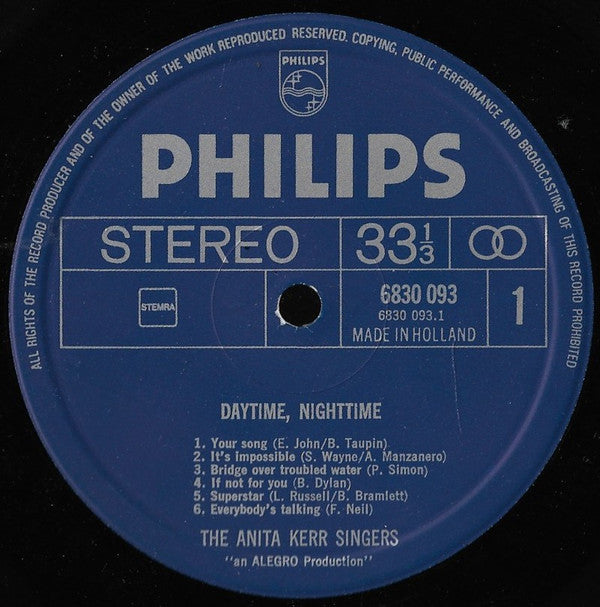 ALL RIGHTS OF THE RECORD PRODUCER AND OF THE OWNER OF THE WORK REPRODUCED RESERVED. COPYING, PUBLIC PERFORMANCE AND BROADCASTING OF THIS RECORD PROHIBITED
PHILIPS
PHILIPS
STEREO 33 1/3
STEMRA 6830 093 1
6830 093.1
MADE IN HOLLAND
DAYTIME, NIGHTTIME
1. Your song (E. John/B. Taupin)
2. It's impossible (S. Wayne/A. Manzanero)
3. Bridge over troubled water (P. Simon)
4. If not for you (B. Dylan)
5. Superstar (L. Russell/B. Bramlett)
6. Everybody's talking (F. Neil)
THE ANITA KERR SINGERS
"an ALEGRO Production"